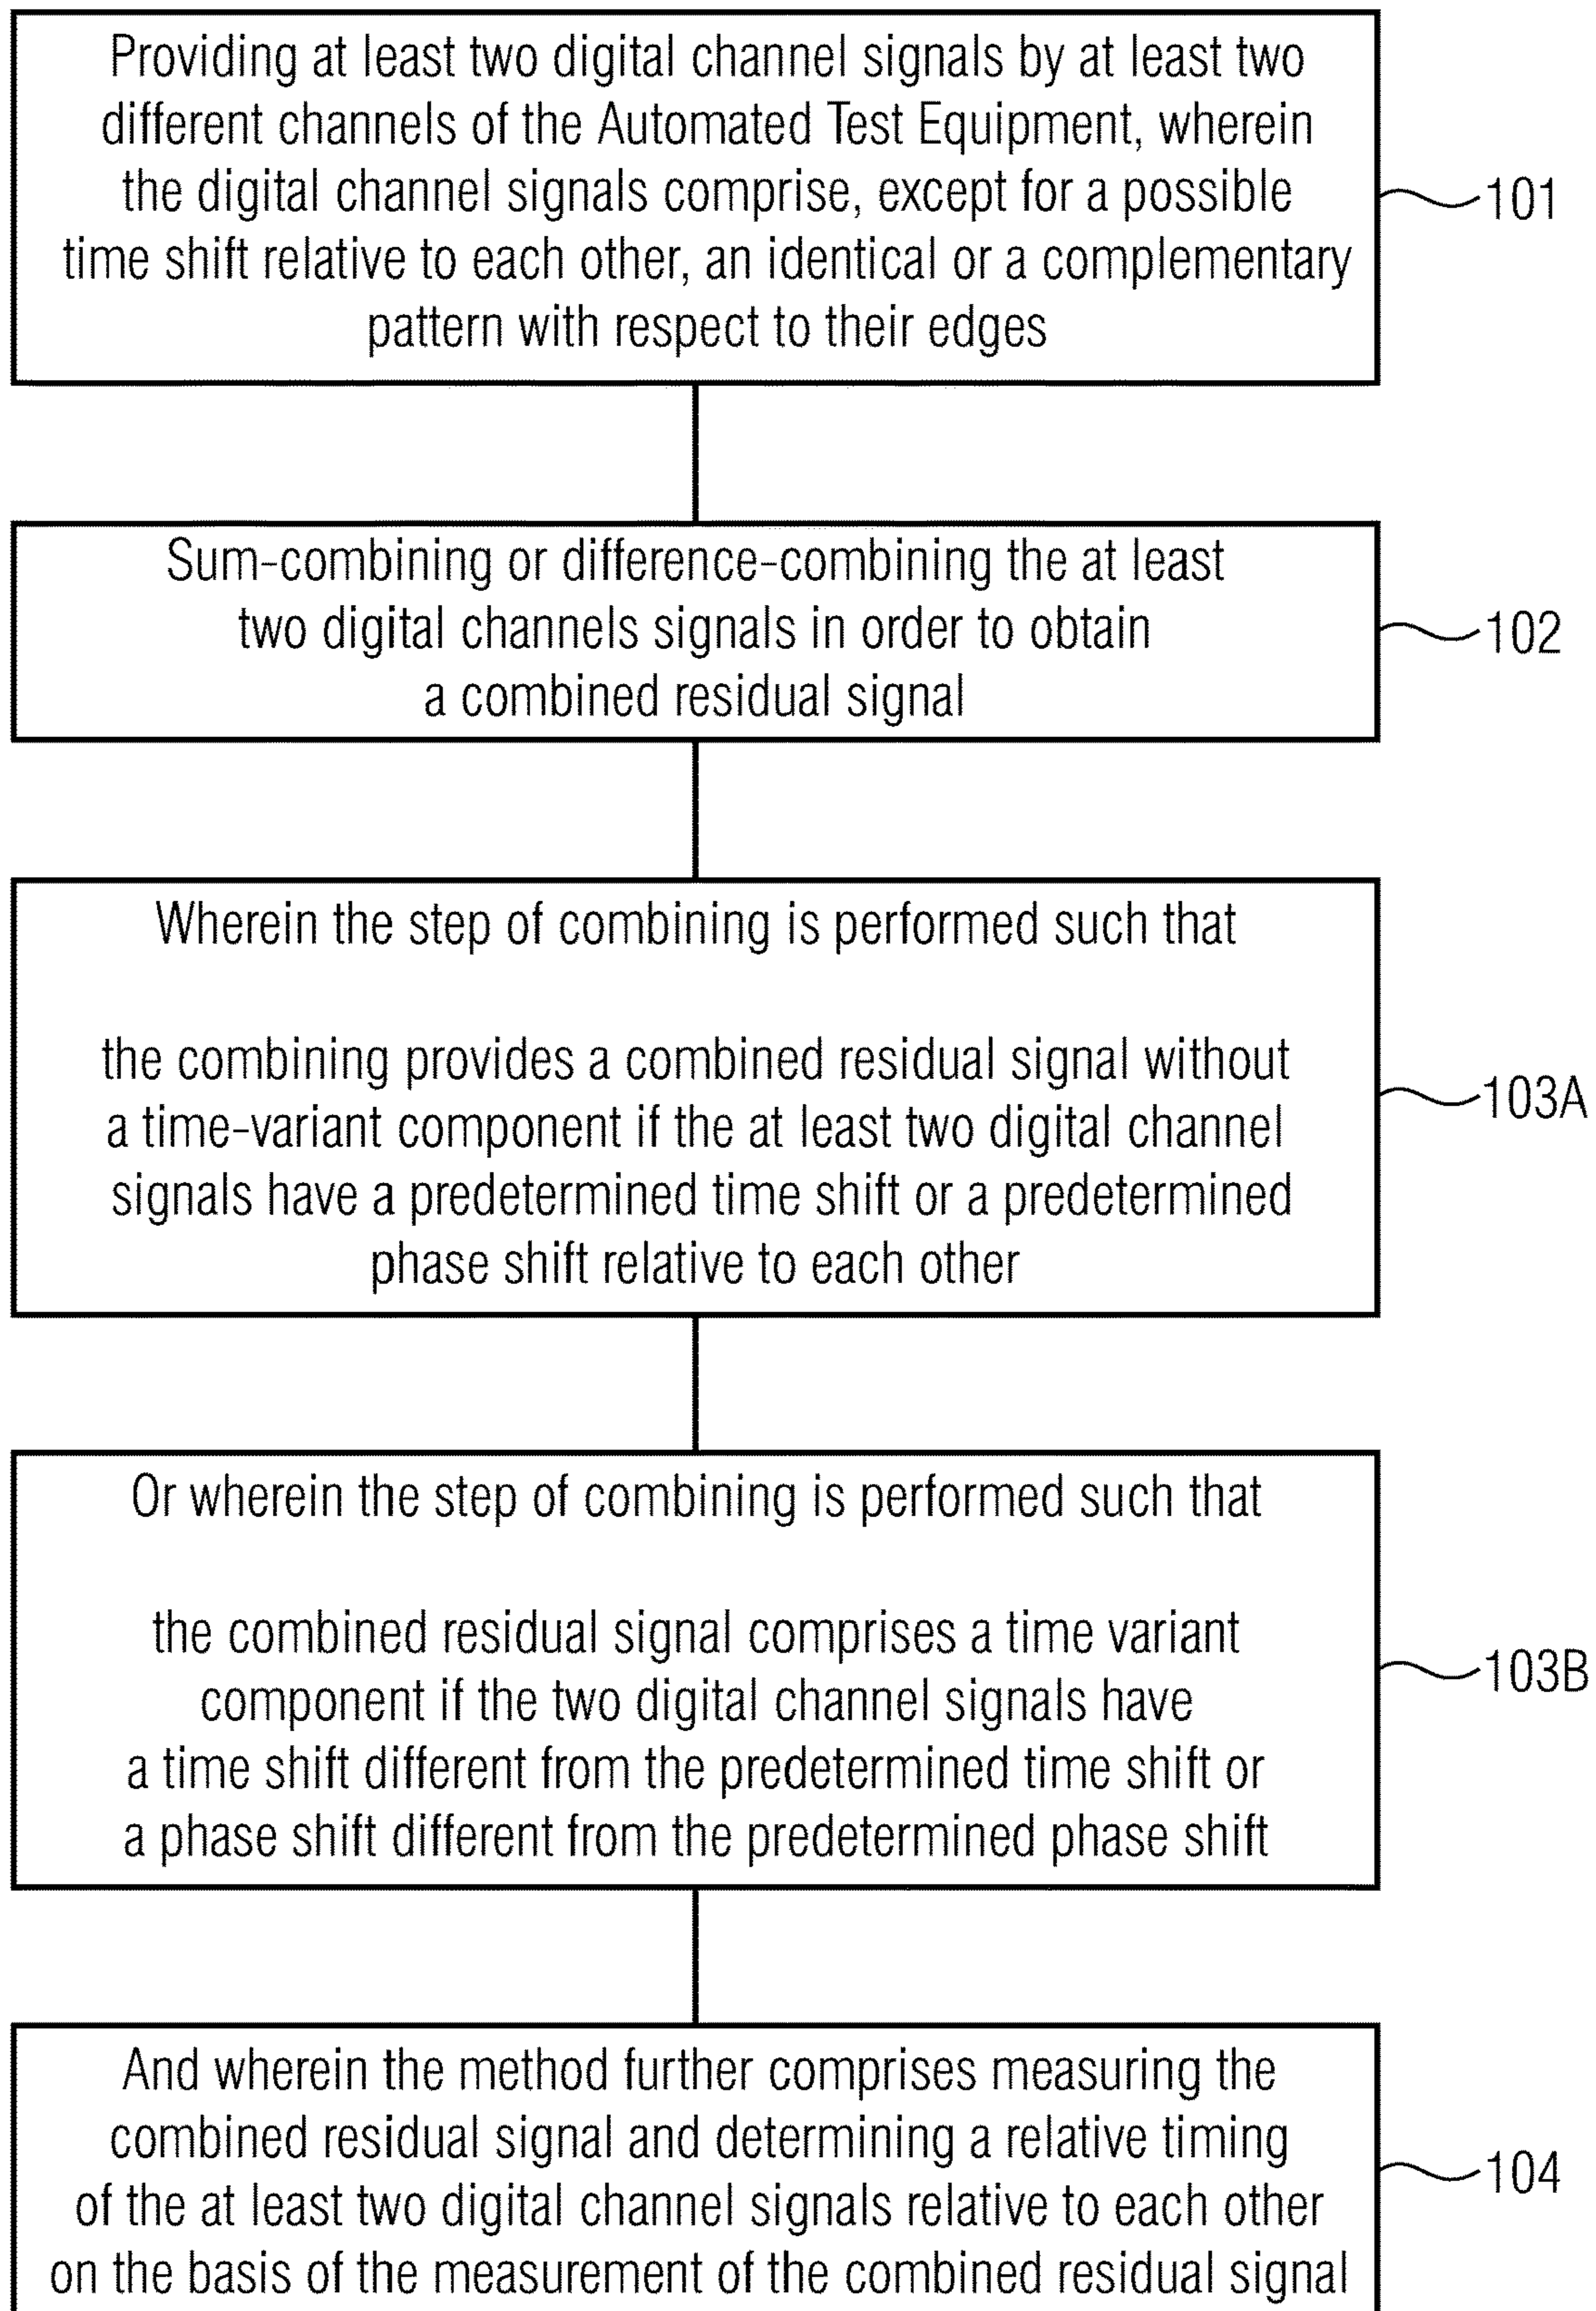 Providing at least two digital channel signals by at least two
different channels of the Automated Test Equipment, wherein
the digital channel signals comprise, except for a possible
time shift relative to each other, an identical or a complementary
pattern with respect to their edges
101
Sum-combining or difference-combining the at least
two digital channels signals in order to obtain
a combined residual signal
102
Wherein the step of combining is performed such that
the combining provides a combined residual signal without
a time-variant component if the at least two digital channel
signals have a predetermined time shift or a predetermined
phase shift relative to each other
103A
Or wherein the step of combining is performed such that
the combined residual signal comprises a time variant
component if the two digital channel signals have
a time shift different from the predetermined time shift or
a phase shift different from the predetermined phase shift
103B
And wherein the method further comprises measuring the
combined residual signal and determining a relative timing
of the at least two digital channel signals relative to each other
on the basis of the measurement of the combined residual signal
104